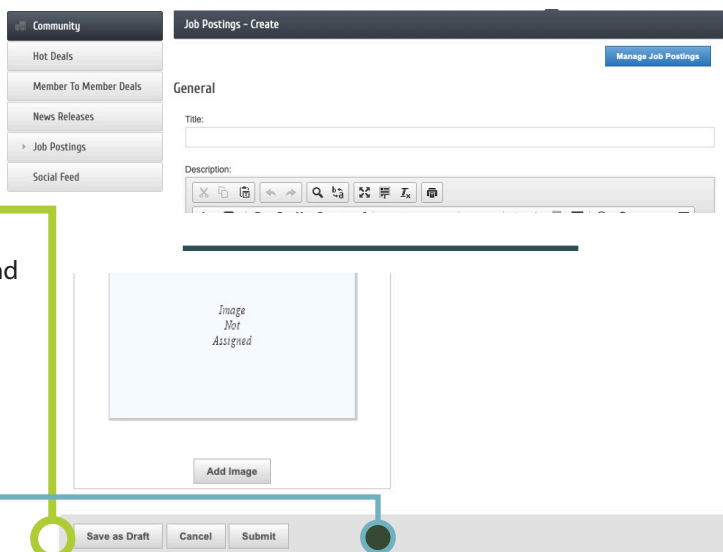 Community
Hot Deals
Member To Member Deals
News Releases
Job Postings
Social Feed
Job Postings – Create
Manage Job Postings
General
Title:
Description:
Image
Not
Assigned
Add Image
Save as Draft Cancel Submit